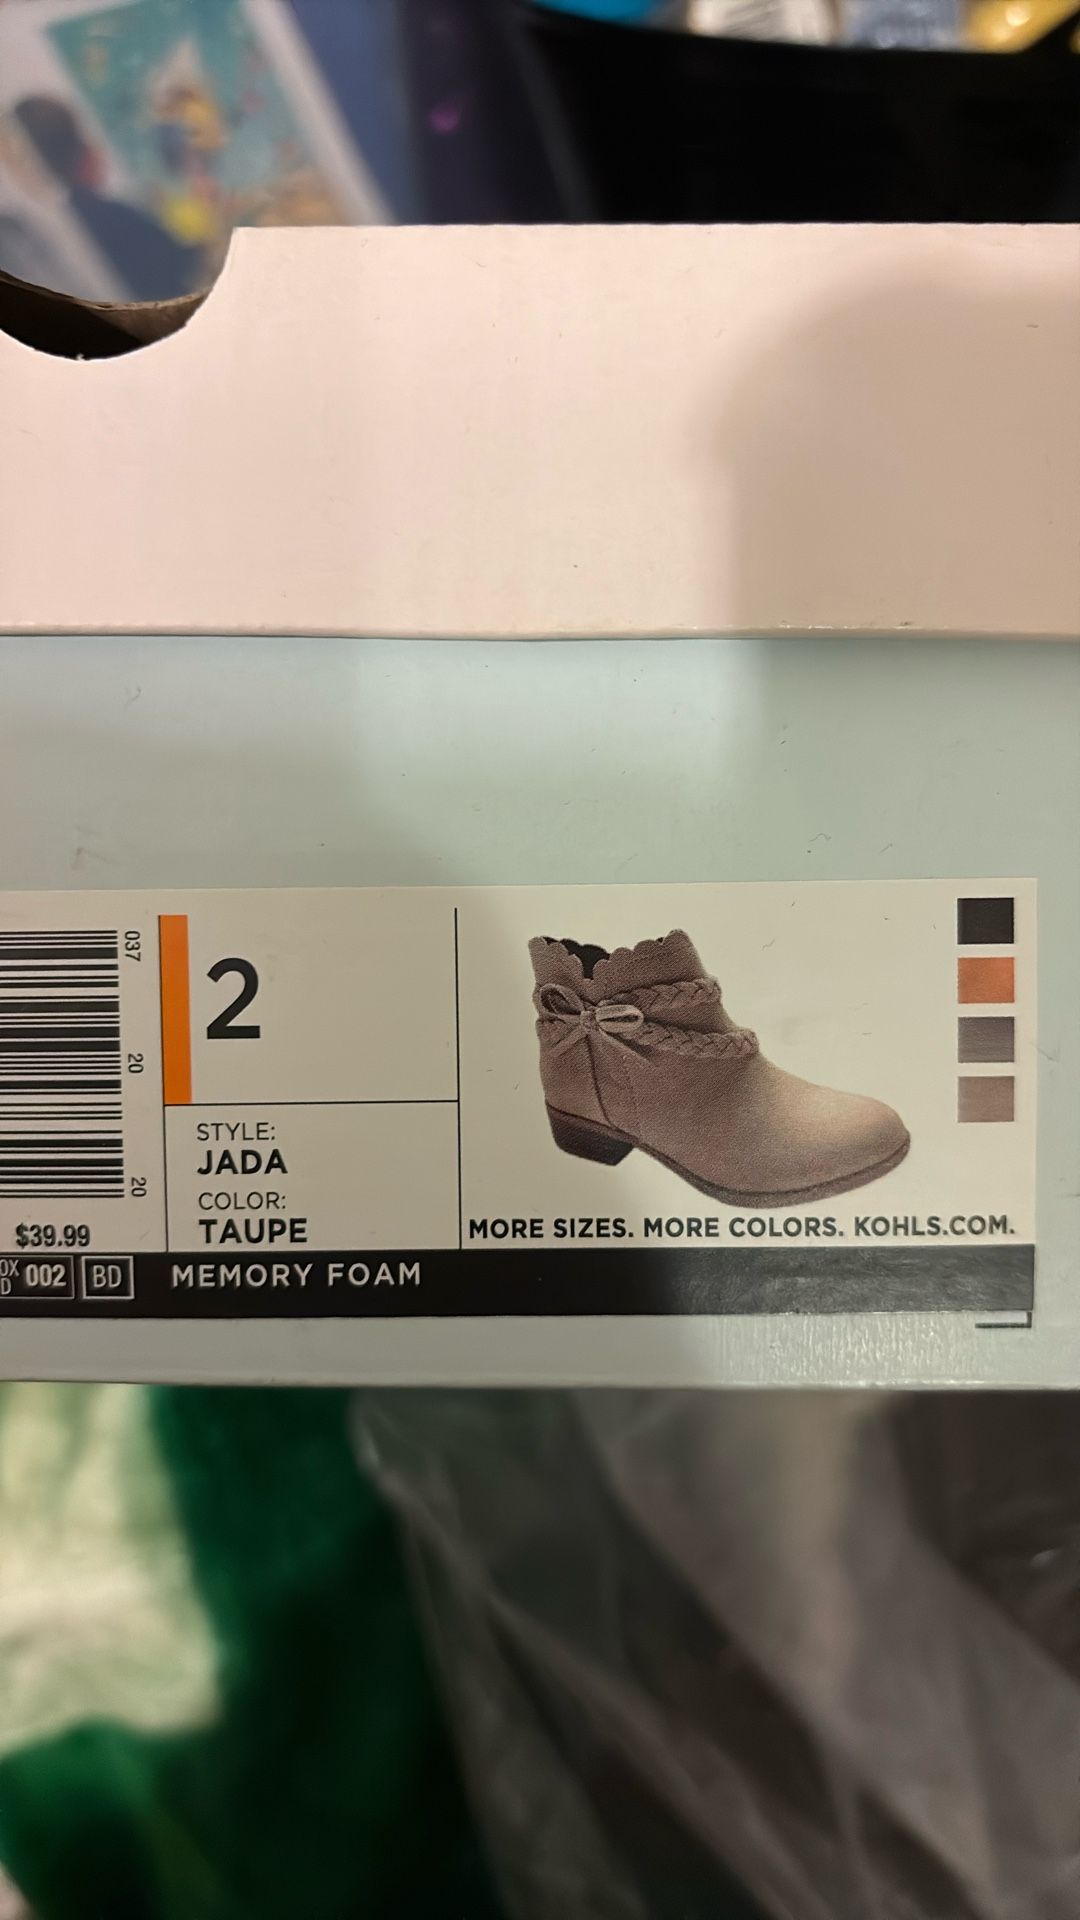 037
20
20
2
STYLE:
JADA
COLOR:
TAUPE
$39.99
MORE SIZES. MORE COLORS. KOHLS.COM.
002 BD MEMORY FOAM